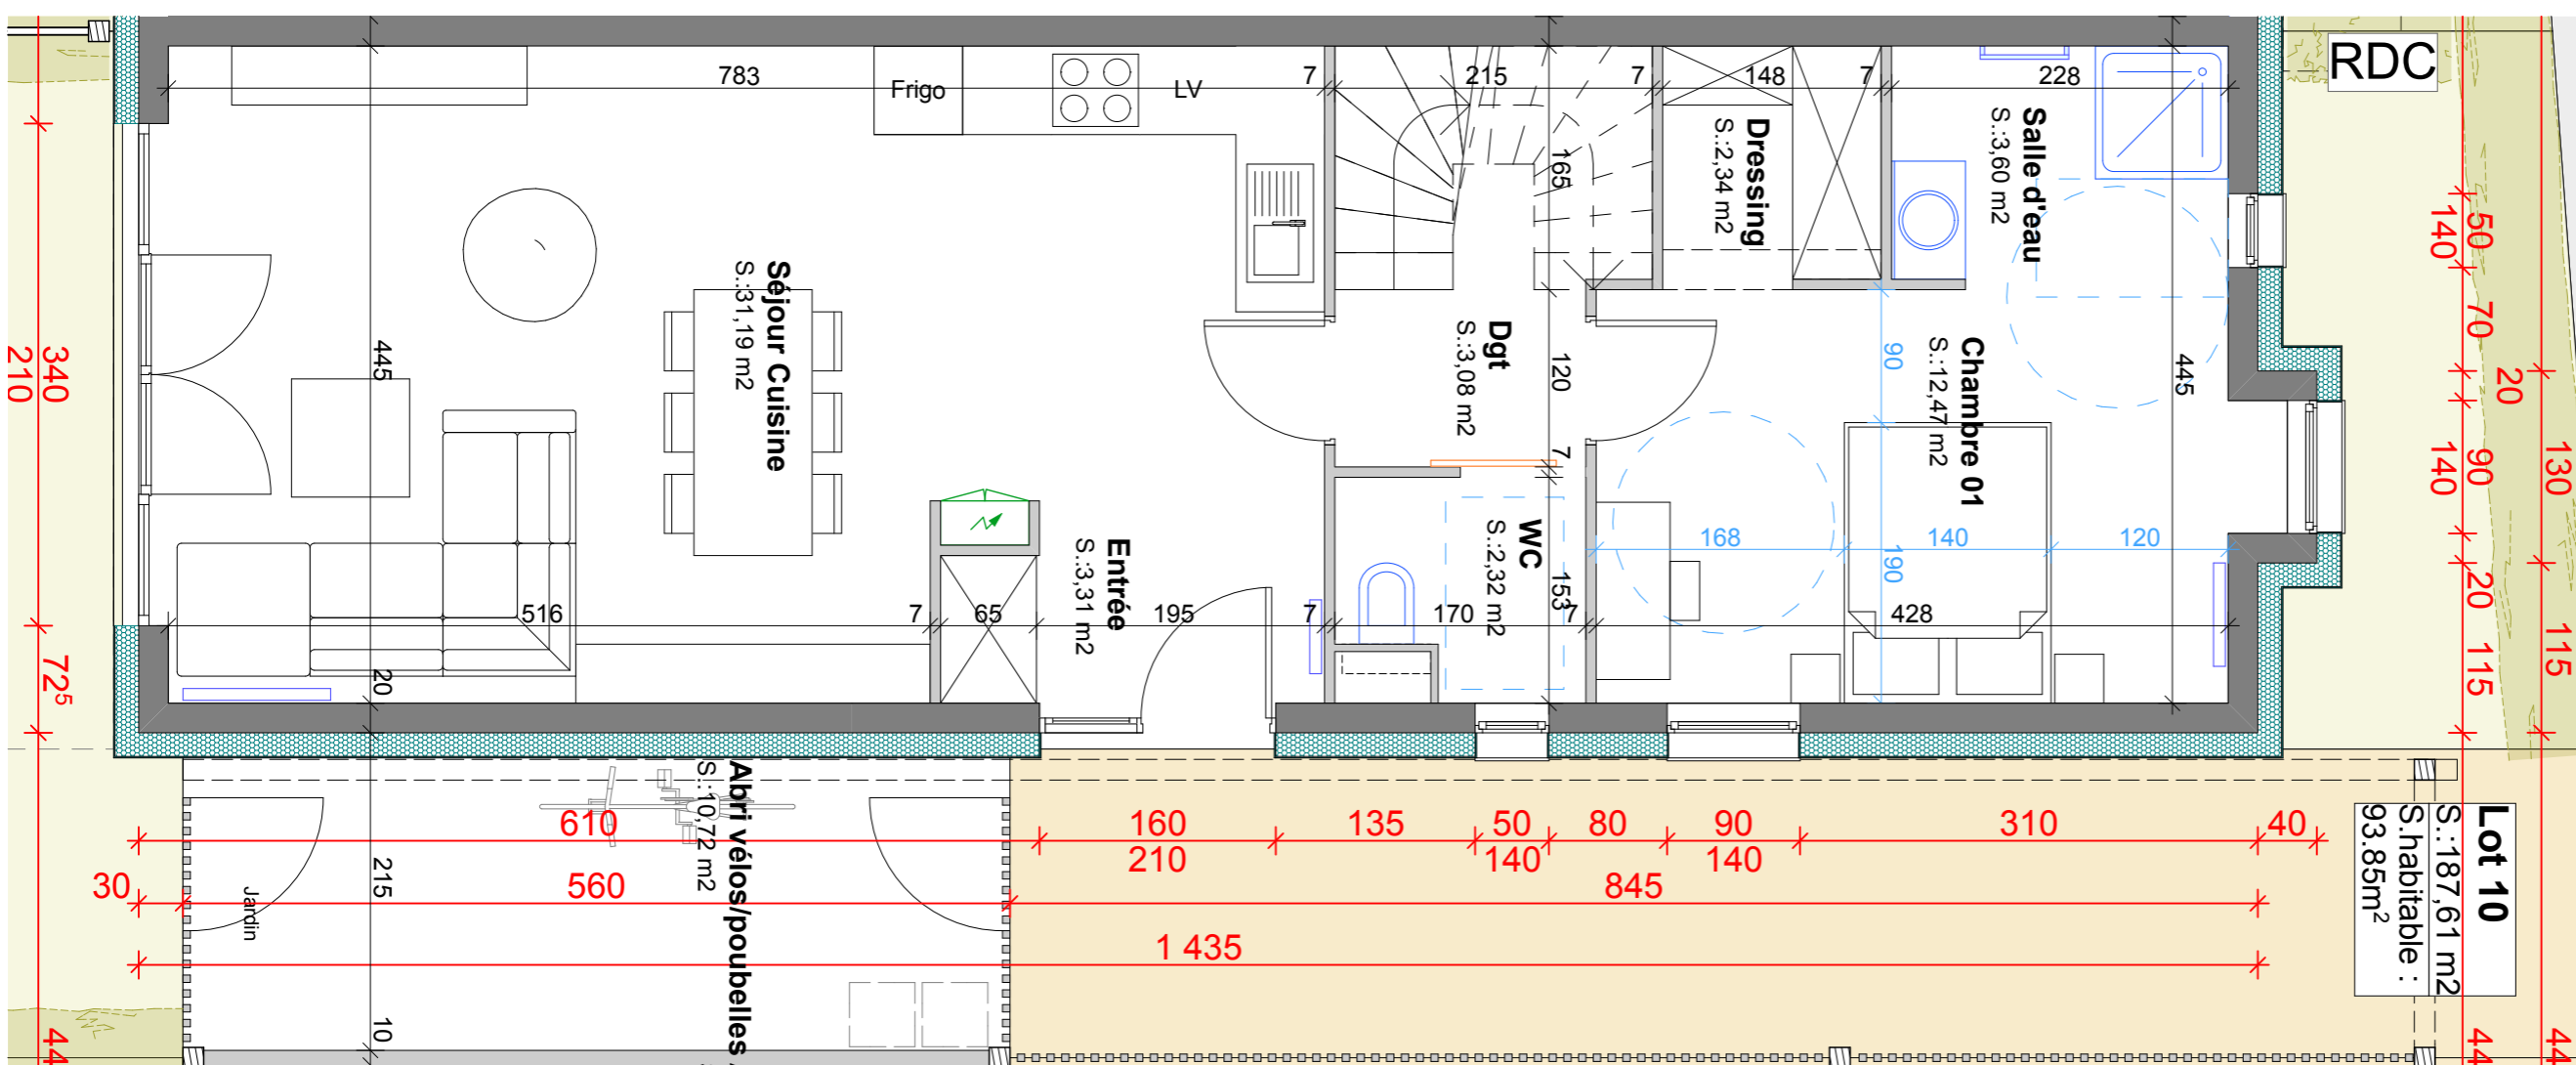 RDC
783
Frigo
LV
7
215
7
148
7
228
165
Dressing
S.:2,34 m2
Salle d'eau
S.:3,60 m2
50
140
70
20
Séjour Cuisine
S.:31,19 m2
445
340
210
Dgt
S.:3,08 m2
120
7
90
Chambre 01
S.:12,47 m2
445
90
140
130
168
140
120
190
Entrée
S.:3,31 m2
WC
S.:2,32 m2
153
516
7
65
195
7
170
7
428
20
115
115
20
72⁵
Abri vélos/poubelles
S.:10,72 m2
610
160
210
135
50
140
80
90
140
310
40
Lot 10
S.:187,61 m2
S.habitable :
93.85m²
215
30
560
845
Jardin
1 435
10
44
44
44